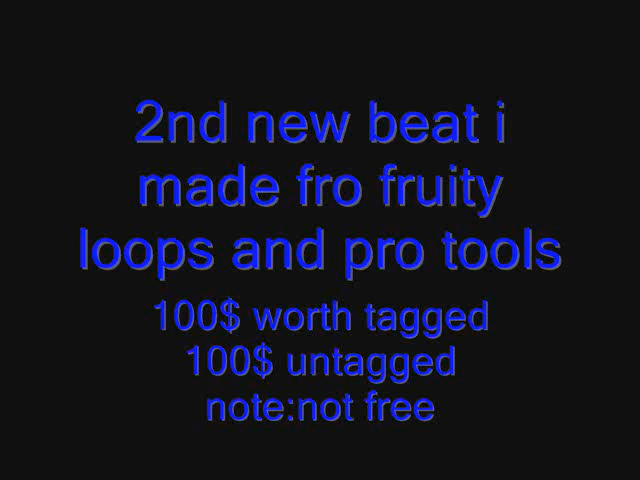 2nd new beat i
made fro fruity
loops and pro tools
100$ worth tagged
100$ untagged
note:not free